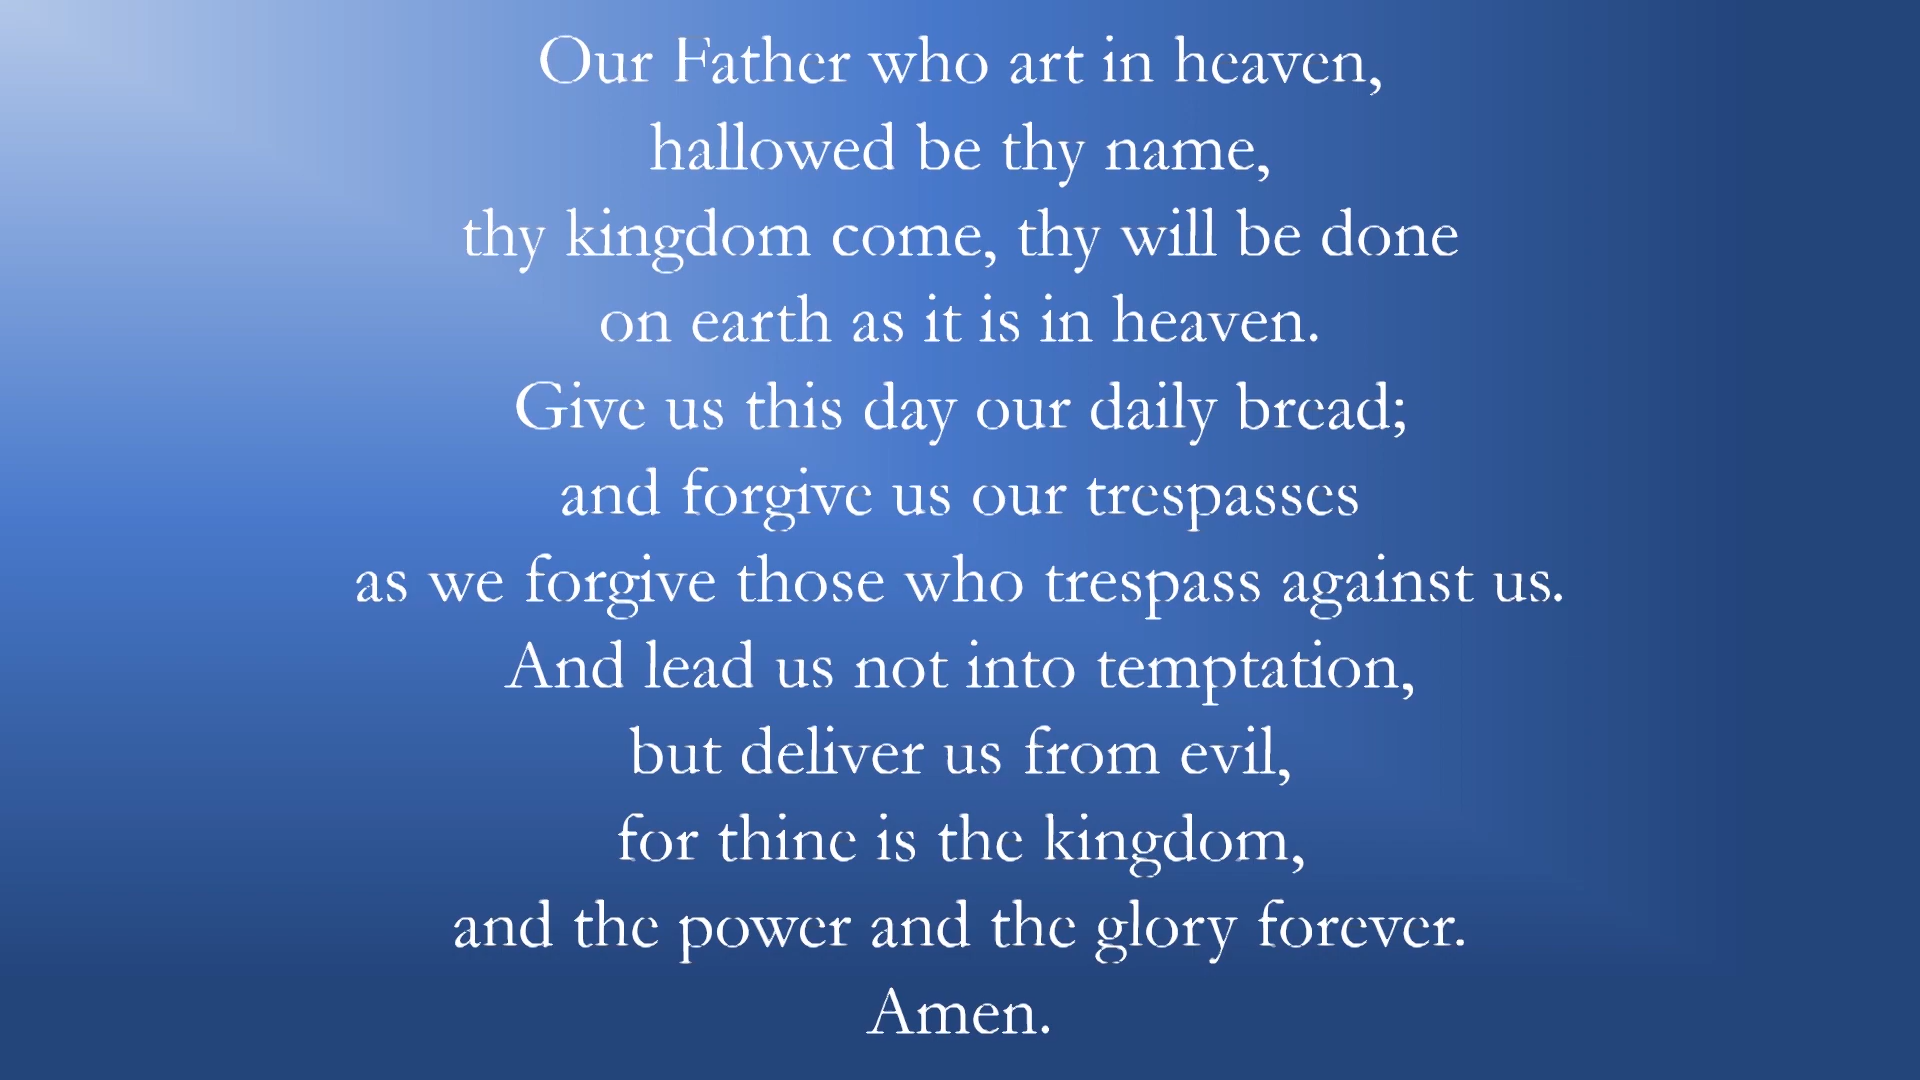 Our Father who art in heaven,
hallowed be thy name,
thy kingdom come, thy will be done
on earth as it is in heaven.
Give us this day our daily bread;
and forgive us our trespasses
as we forgive those who trespass against us.
And lead us not into temptation,
but deliver us from evil,
for thine is the kingdom,
and the power and the glory forever.
Amen.